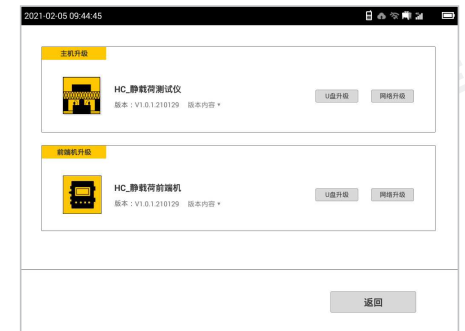 2021-02-05 09:44:45
主机升级
HC_静载荷测试仪
版本：V1.0.1.210129 版本内容
U盘升级 网络升级
前端机升级
HC_静载荷前端机
版本：V1.0.1.210129 版本内容
U盘升级 网络升级
返回